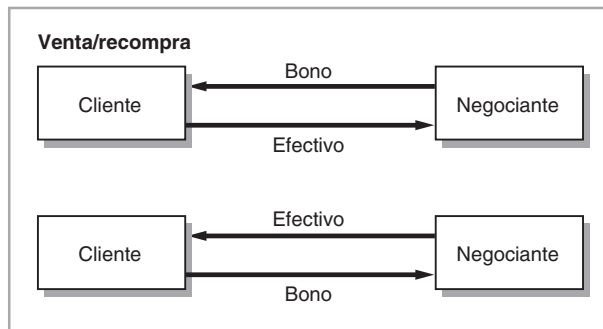 Venta/recompra
Bono
Cliente
Negociante
Efectivo
Efectivo
Cliente
Negociante
Bono